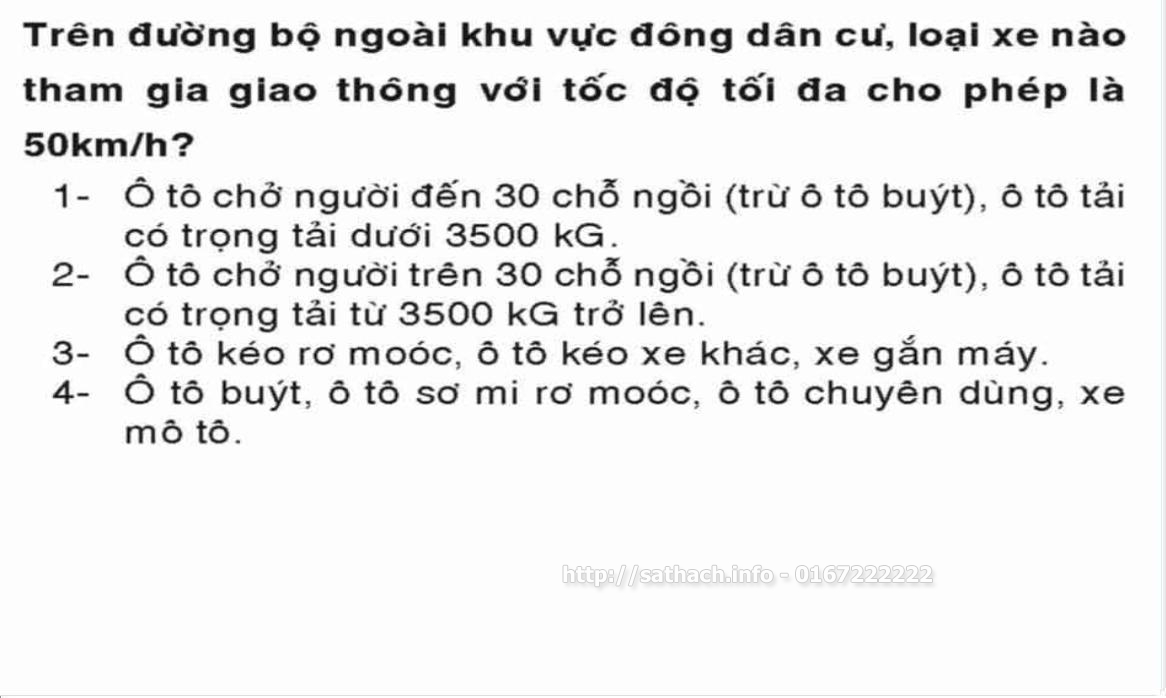 Trên đường bộ ngoài khu vực đông dân cư, loại xe nào
tham gia giao thông với tốc độ tối đa cho phép là
50km/h?
1- Ô tô chở người đến 30 chỗ ngồi (trừ ô tô buýt), ô tô tải
có trọng tải dưới 3500 kG.
2- Ô tô chở người trên 30 chỗ ngồi (trừ ô tô buýt), ô tô tải
có trọng tải từ 3500 kG trở lên.
3- Ô tô kéo rơ moóc, ô tô kéo xe khác, xe gắn máy.
4- Ô tô buýt, ô tô sơ mi rơ moóc, ô tô chuyên dùng, xe
mô tô.
http://sathach.info - 0167222222